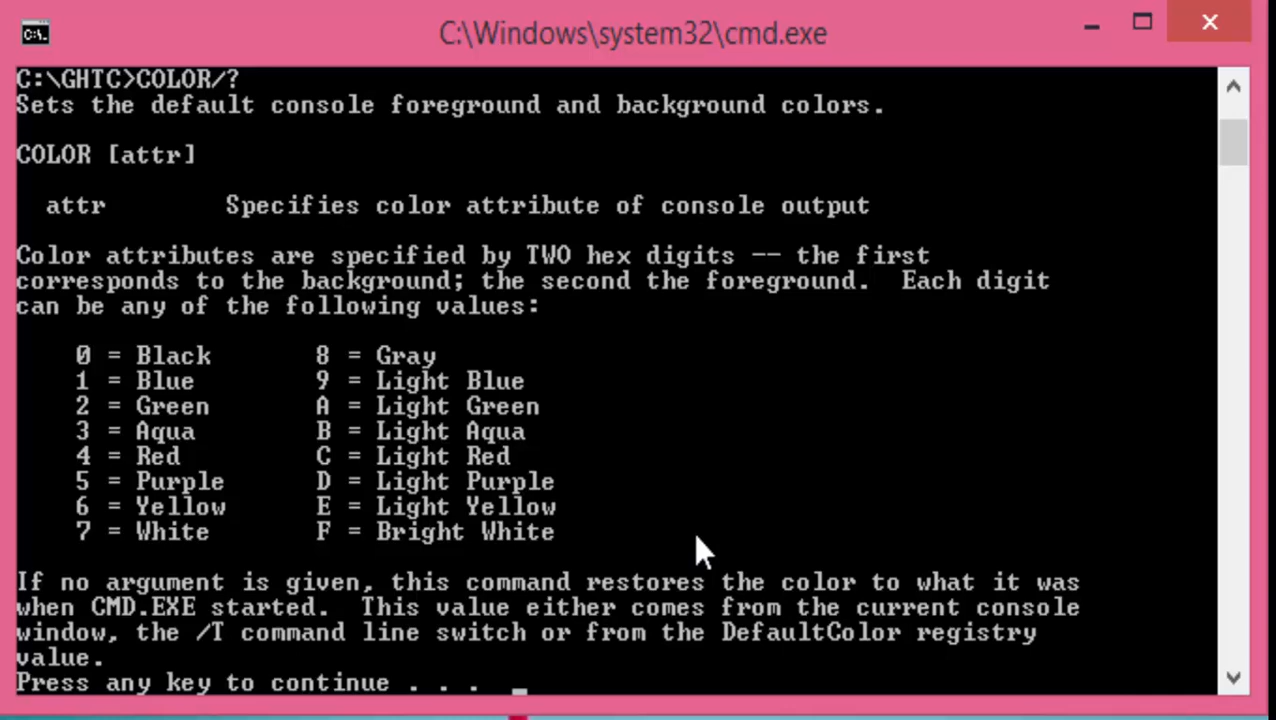 C:\Windows\system32\cmd.exe
C:\GHTC>COLOR/?
Sets the default console foreground and background colors.
COLOR [attr]
attr        Specifies color attribute of console output
Color attributes are specified by TWO hex digits -- the first
corresponds to the background; the second the foreground.  Each digit
can be any of the following values:
0 = Black       8 = Gray
1 = Blue        9 = Light Blue
2 = Green       A = Light Green
3 = Aqua        B = Light Aqua
4 = Red         C = Light Red
5 = Purple      D = Light Purple
6 = Yellow      E = Light Yellow
7 = White       F = Bright White
If no argument is given, this command restores the color to what it was
when CMD.EXE started.  This value either comes from the current console
window, the /T command line switch or from the DefaultColor registry
value.
Press any key to continue . . . _